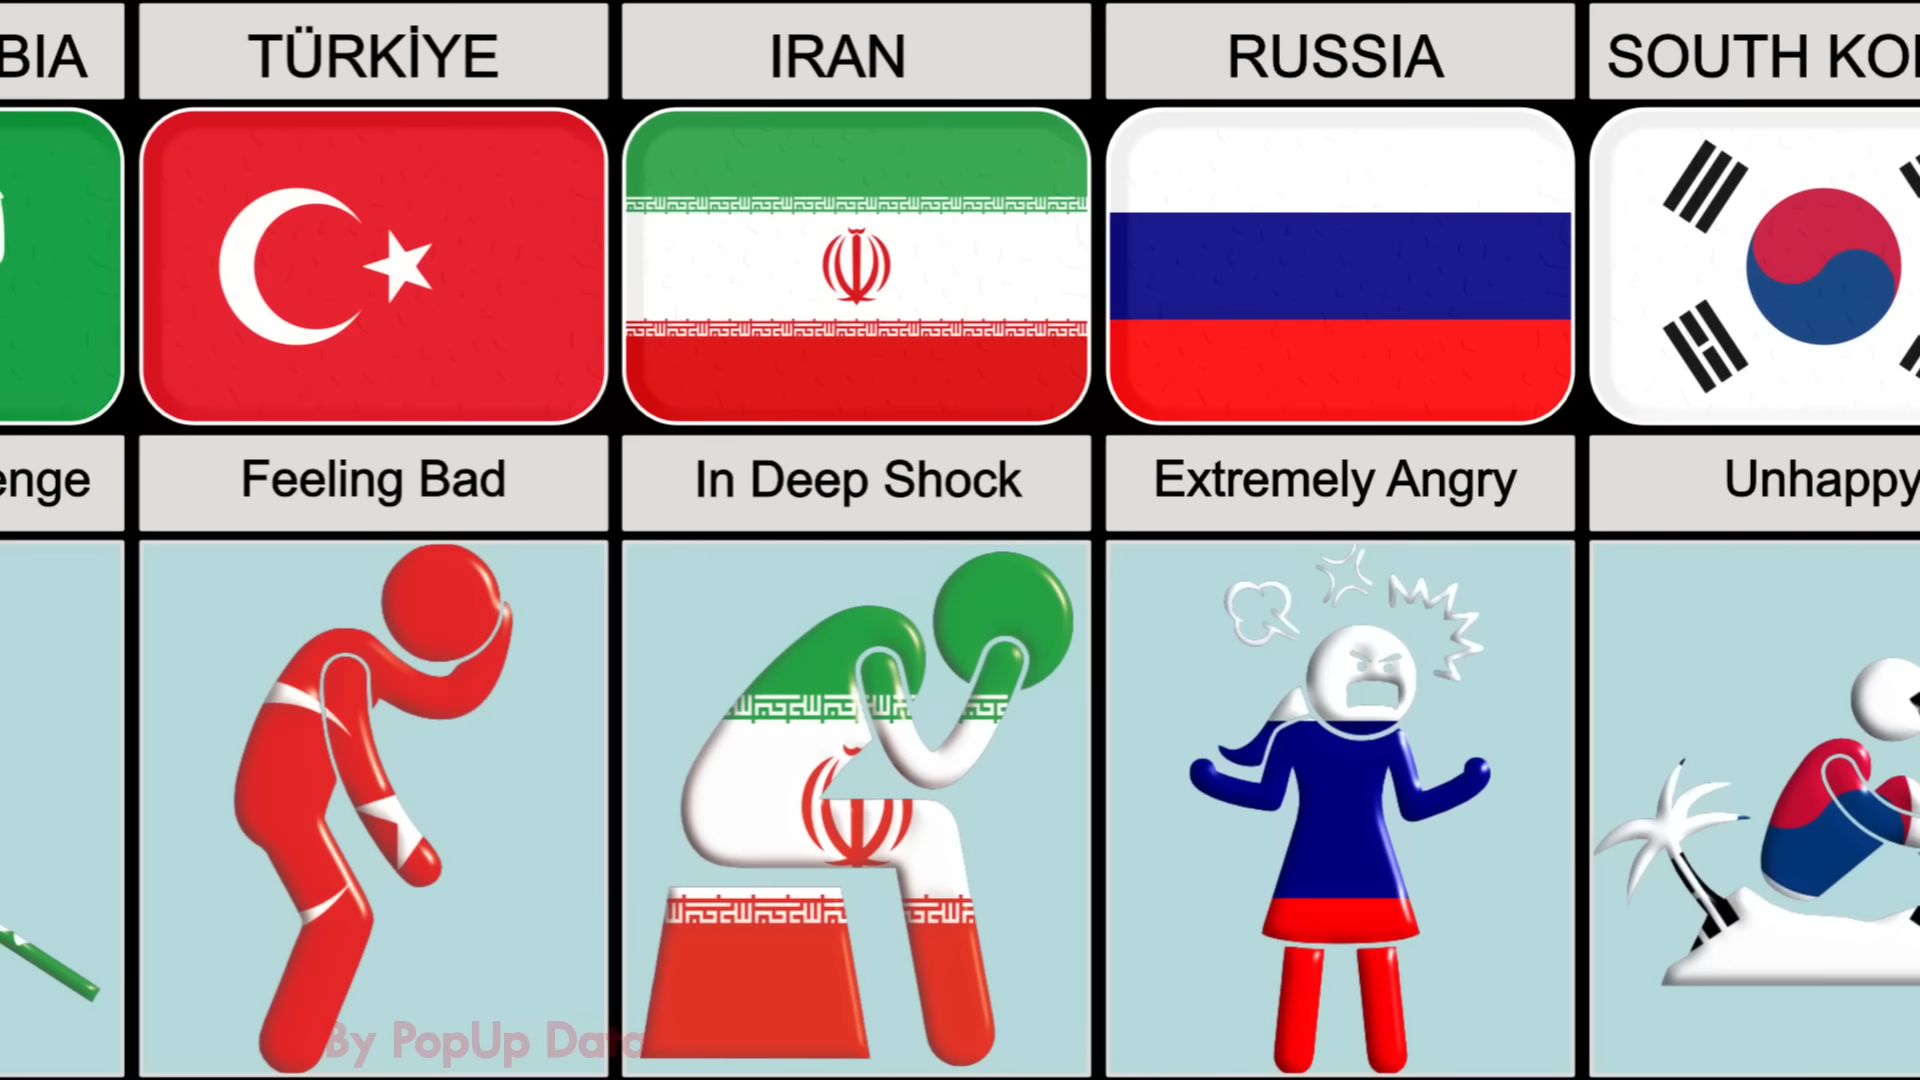 BIA
TÜRKİYE
IRAN
RUSSIA
SOUTH KO
enge
Feeling Bad
In Deep Shock
Extremely Angry
Unhappy
By PopUp Data